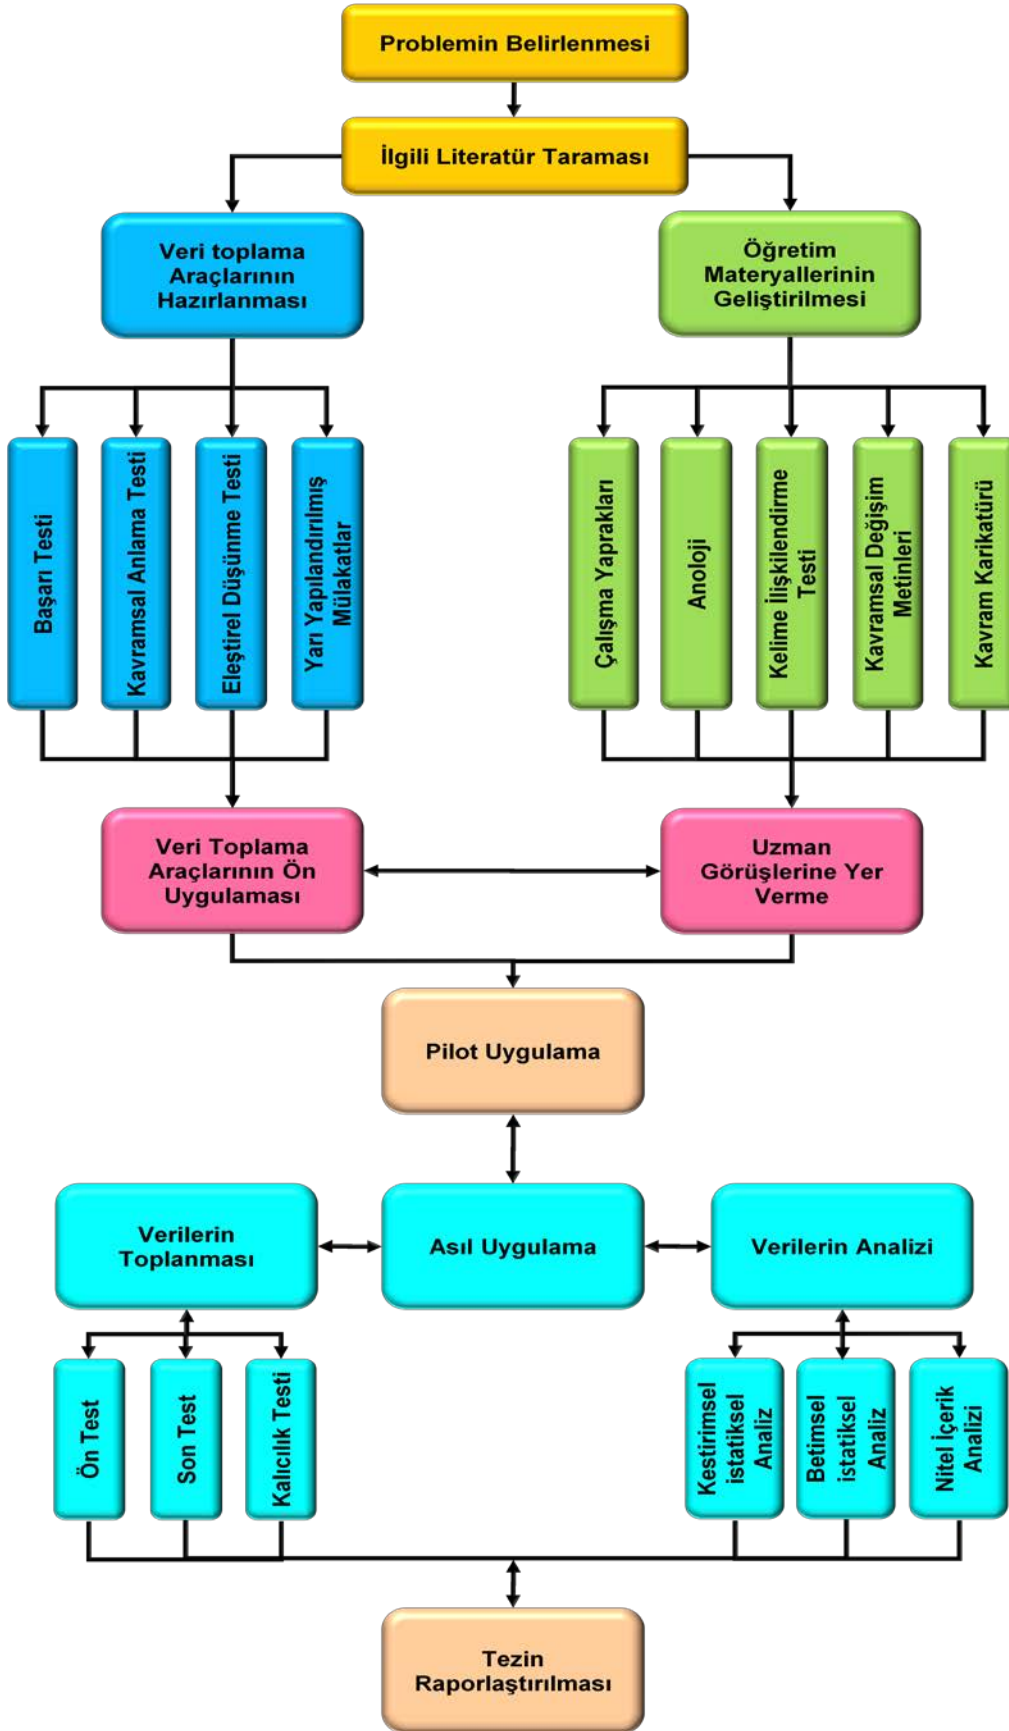 Problemin Belirlenmesi
İlgili Literatür Taraması
Veri toplama
Araçlarının
Hazırlanması
Öğretim
Materyallerinin
Geliştirilmesi
Başarı Testi
Kavramsal Anlama Testi
Eleştirel Düşünme Testi
Yarı Yapılandırılmış
Mülakatlar
Çalışma Yaprakları
Anoloji
Kelime İlişkilendirme
Testi
Kavramsal Değişim
Metinleri
Kavram Karikatürü
Veri Toplama
Araçlarının Ön
Uygulaması
Uzman
Görüşlerine Yer
Verme
Pilot Uygulama
Verilerin
Toplanması
Asıl Uygulama
Verilerin Analizi
Ön Test
Son Test
Kalıcılık Testi
Kestirimsel
istatiksel
Analiz
Betimsel
istatiksel
Analiz
Nitel İçerik
Analizi
Tezin
Raporlaştırılması